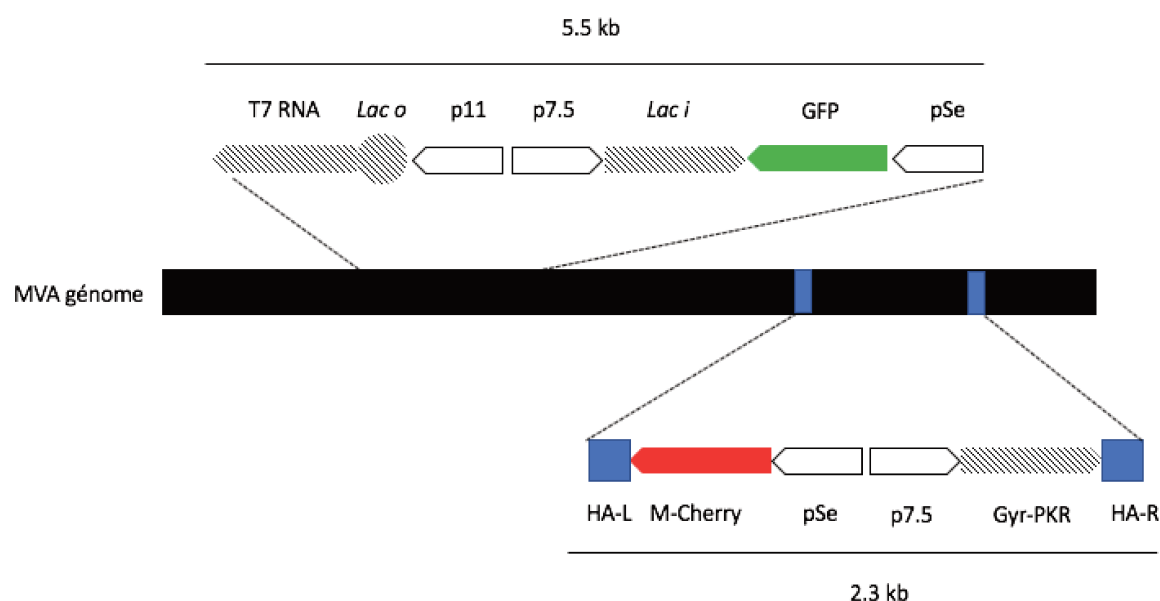 5.5 kb
T7 RNA Lac o p11 p7.5 Lac i GFP pSe
MVA génome
HA-L M-Cherry pSe p7.5 Gyr-PKR HA-R
2.3 kb